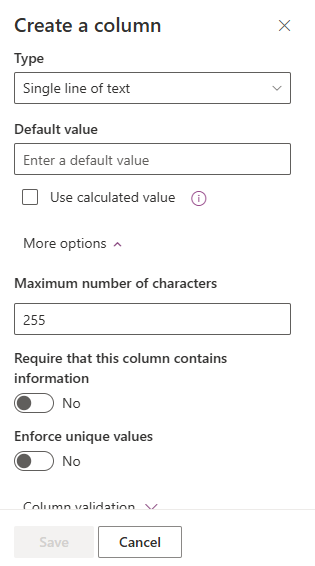 Create a column
Type
Single line of text
Default value
Enter a default value
Use calculated value
More options
Maximum number of characters
255
Require that this column contains
information
No
Enforce unique values
No
Column validation
Save
Cancel